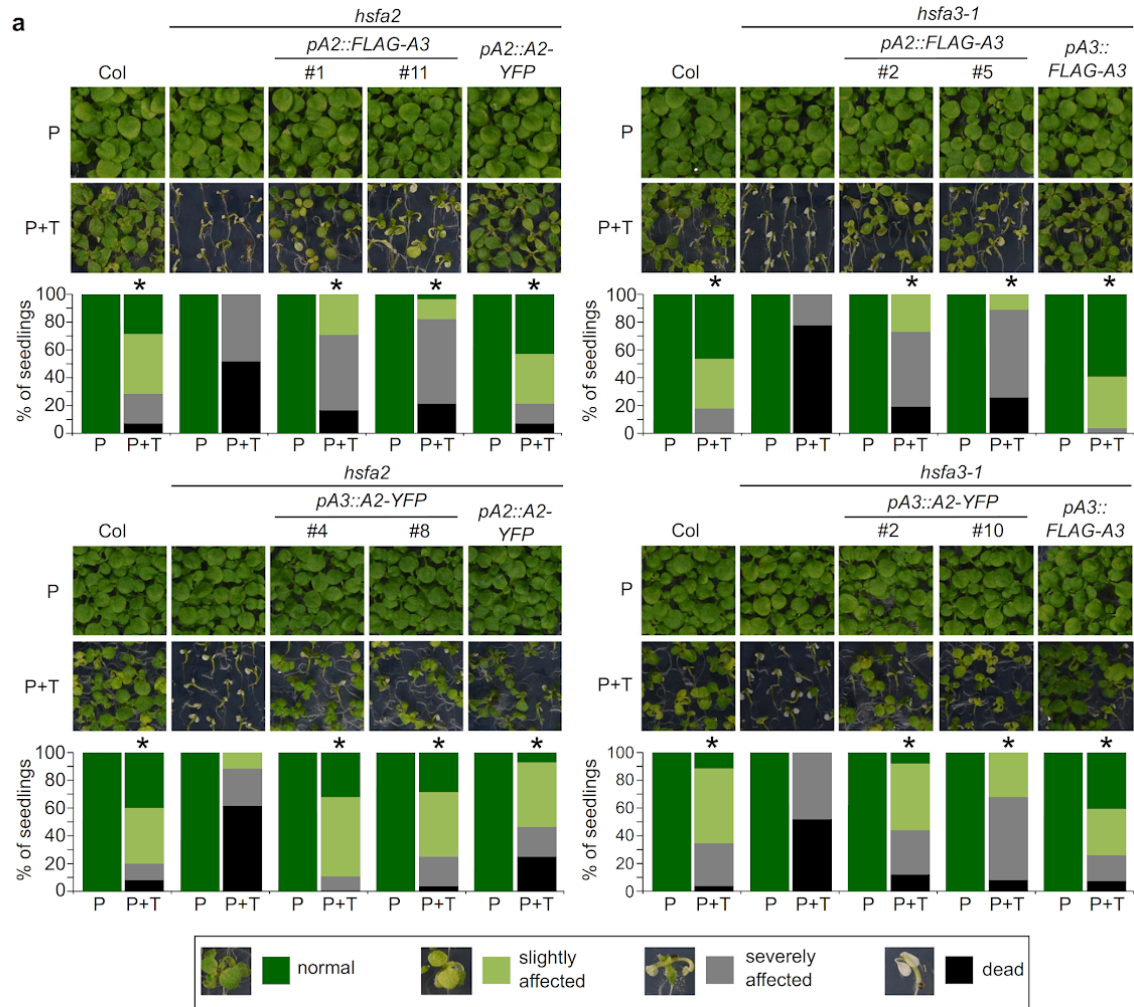 a
hsfa2
pA2::FLAG-A3
pA2::A2-
YFP
Col
#1
#11
P
P+T
*
*
*
*
100
80
60
40
20
0
% of seedlings
P P+T P P+T P P+T P P+T P P+T
hsfa3-1
pA2::FLAG-A3
pA3::
FLAG-A3
Col
#2
#5
P
P+T
*
*
*
*
100
80
60
40
20
0
% of seedlings
P P+T P P+T P P+T P P+T P P+T
hsfa2
pA3::A2-YFP
pA2::A2-
YFP
Col
#4
#8
P
P+T
*
*
*
*
100
80
60
40
20
0
% of seedlings
P P+T P P+T P P+T P P+T P P+T
hsfa3-1
pA3::A2-YFP
pA3::
FLAG-A3
Col
#2
#10
P
P+T
*
*
*
*
100
80
60
40
20
0
% of seedlings
P P+T P P+T P P+T P P+T P P+T
normal
slightly
affected
severely
affected
dead